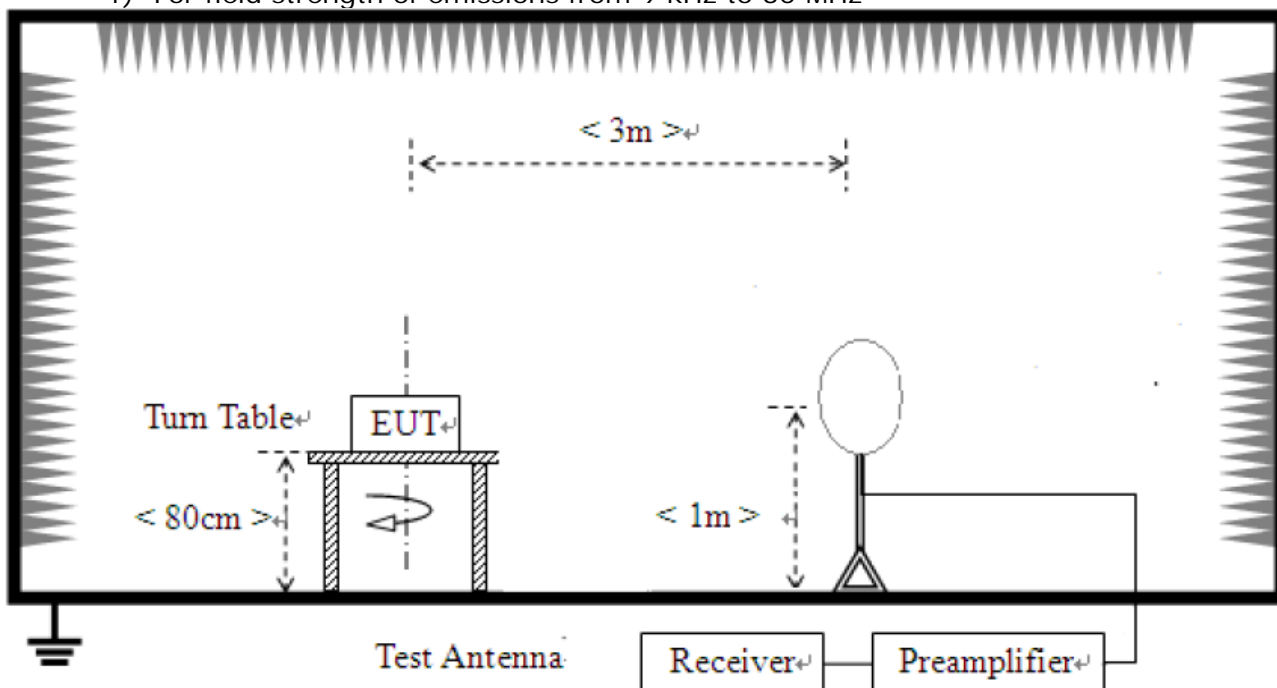 1) For field strength of emissions from 9 kHz to 30 MHz
< 3m >↵
Turn Table↵
EUT↵
< 80cm >↵
< 1m > ↵
Test Antenna
Receiver↵
Preamplifier↵